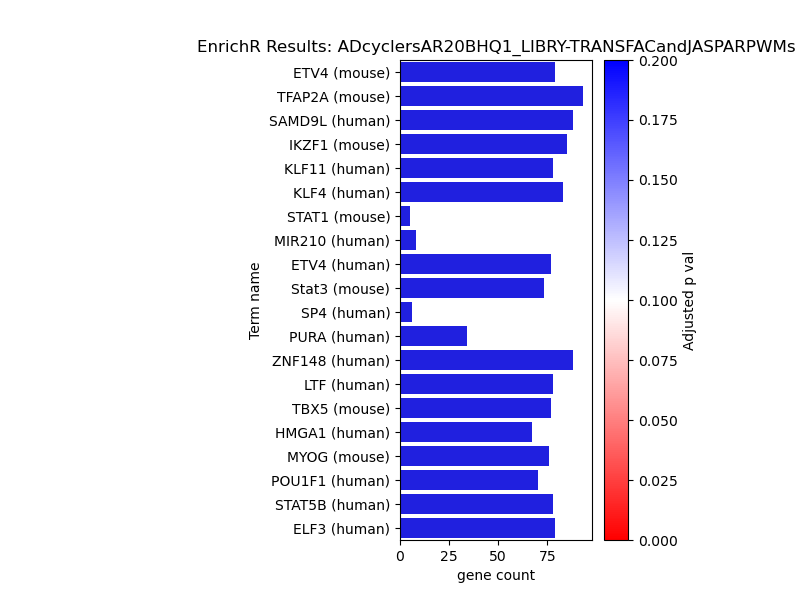 EnrichR Results: ADcyclersAR20BHQ1_LIBRY-TRANSFACandJASPARPWMs
ETV4 (mouse)
TFAP2A (mouse)
SAMD9L (human)
IKZF1 (mouse)
KLF11 (human)
KLF4 (human)
STAT1 (mouse)
MIR210 (human)
ETV4 (human)
Stat3 (mouse)
SP4 (human)
PURA (human)
ZNF148 (human)
LTF (human)
TBX5 (mouse)
HMGA1 (human)
MYOG (mouse)
POU1F1 (human)
STAT5B (human)
ELF3 (human)
Term name
0 25 50 75
gene count
0.200
0.175
0.150
0.125
0.100
0.075
0.050
0.025
0.000
Adjusted p val